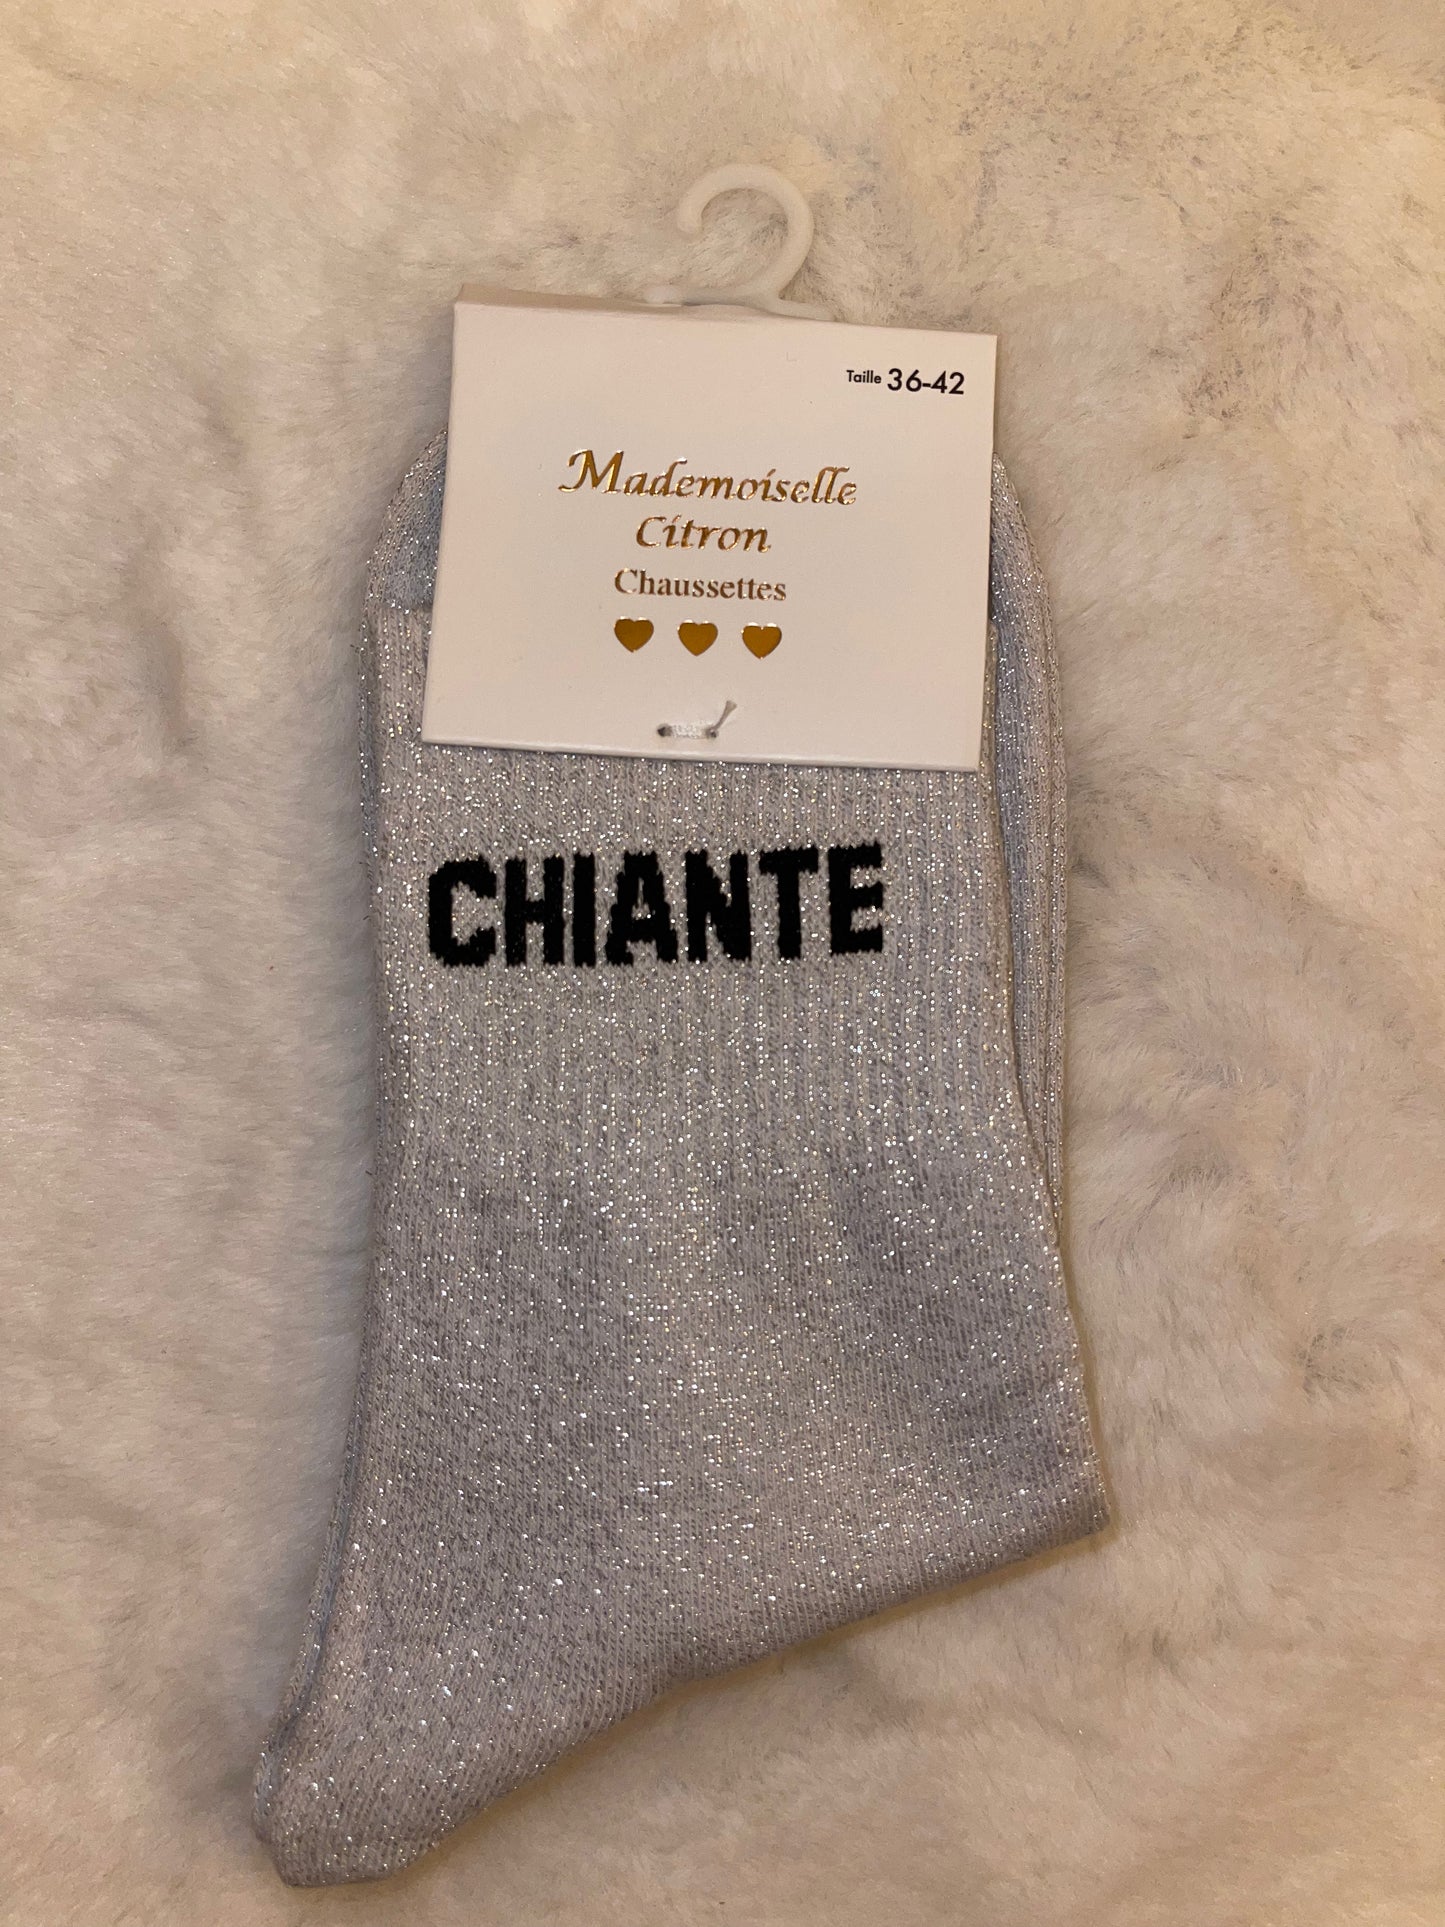 Taille 36-42
Mademoiselle
Citron
Chaussettes
CHIANTE